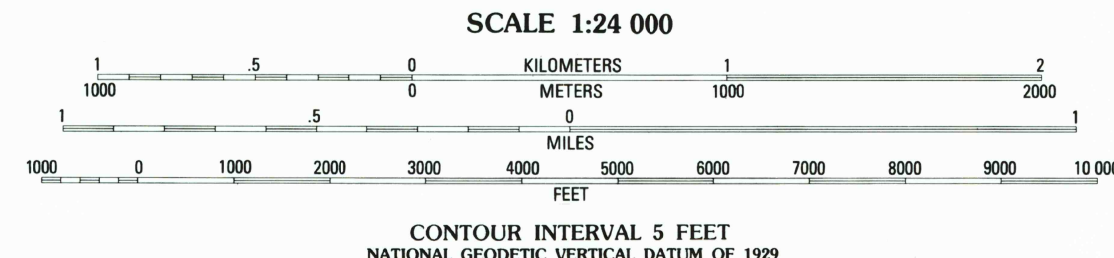 SCALE 1:24 000
1 .5 0 KILOMETERS 1 2
1000 0 METERS 1000 2000
1 .5 0 1
MILES
1000 0 1000 2000 3000 4000 5000 6000 7000 8000 9000 10 000
FEET
CONTOUR INTERVAL 5 FEET
NATIONAL GEODETIC VERTICAL DATUM OF 1929